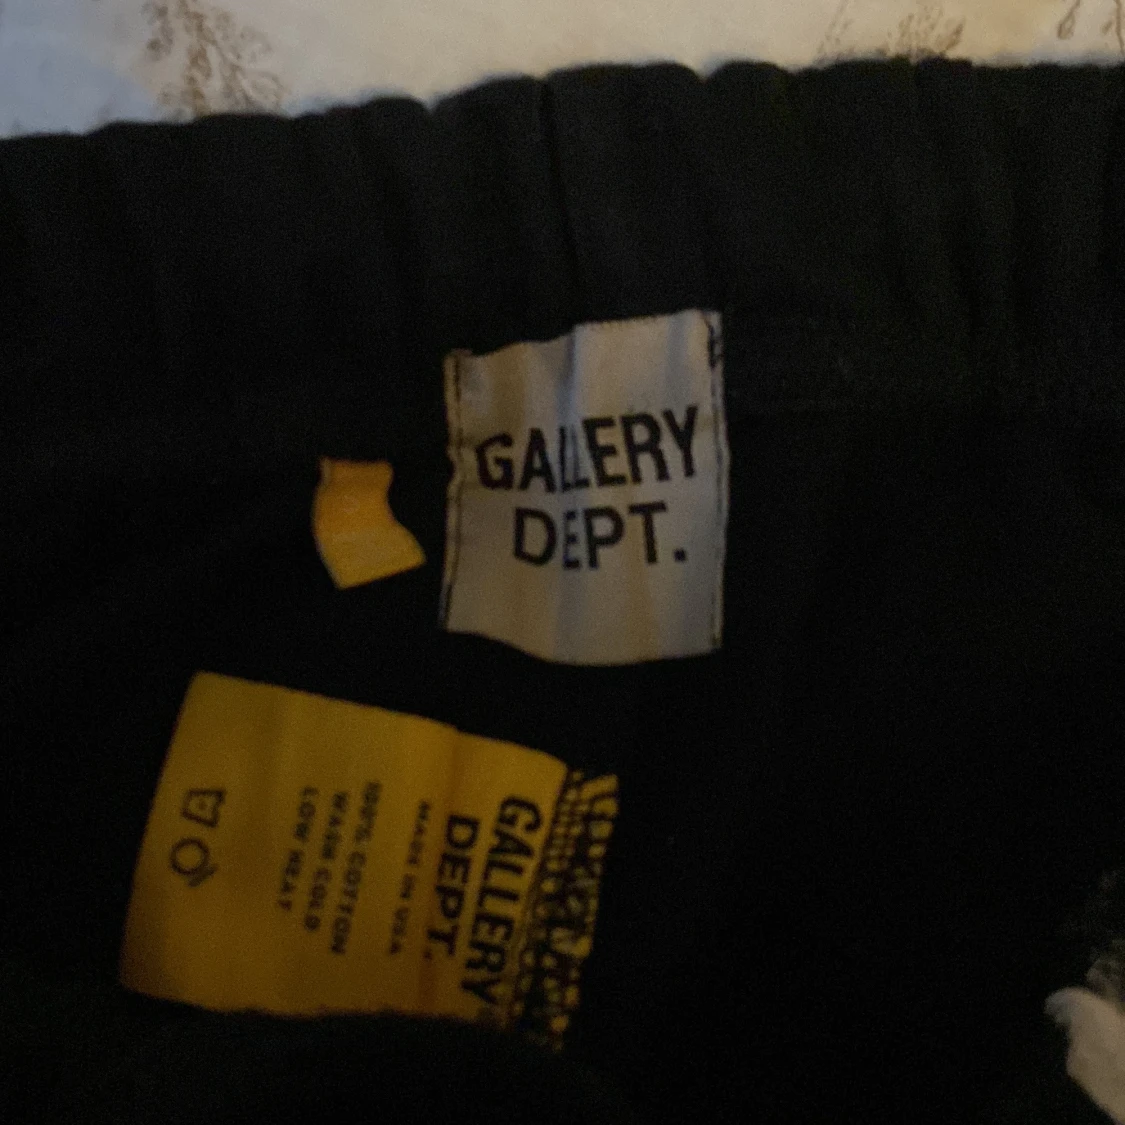 GALLERY
DEPT.
GALLERY
DEPT.
MADE IN USA
100% COTTON
WASH COLD
LOW HEAT